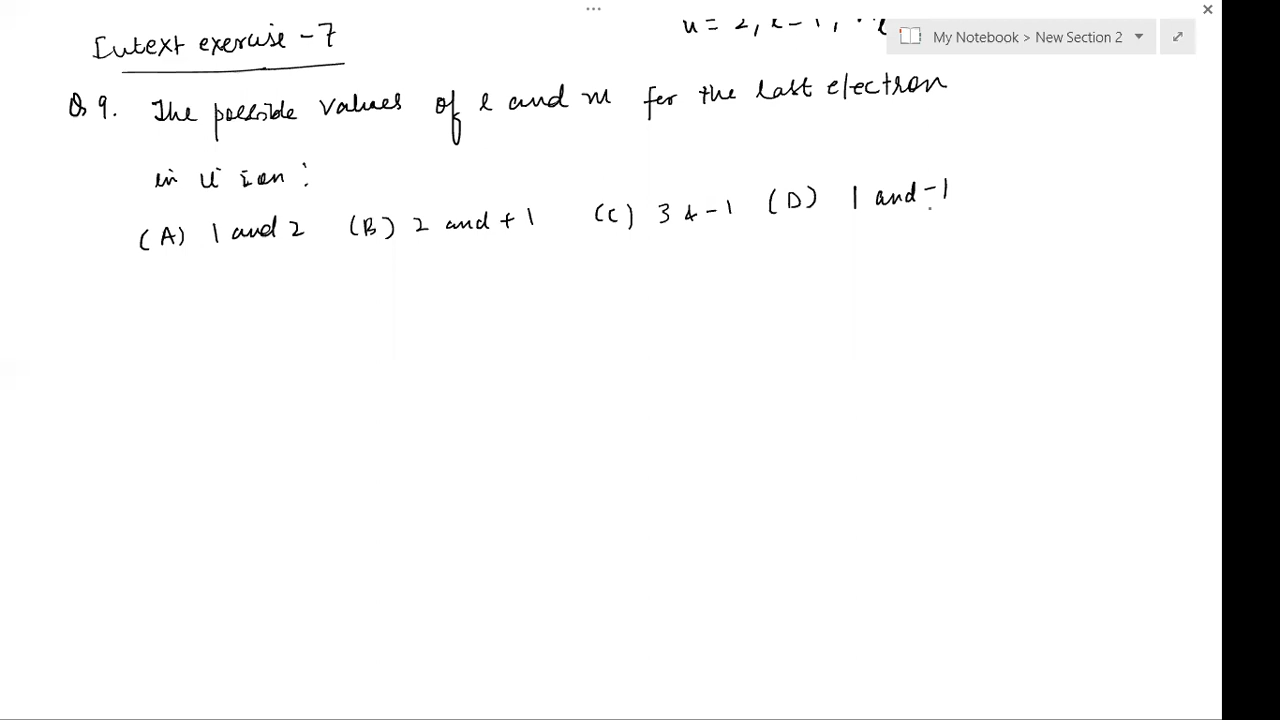 Intext exercise - 7
My Notebook > New Section 2
Q 9. The possible values of l and m for the last electron
in Cl⁻ ion :
(A) 1 and 2 (B) 2 and + 1 (C) 3 & - 1 (D) 1 and -1